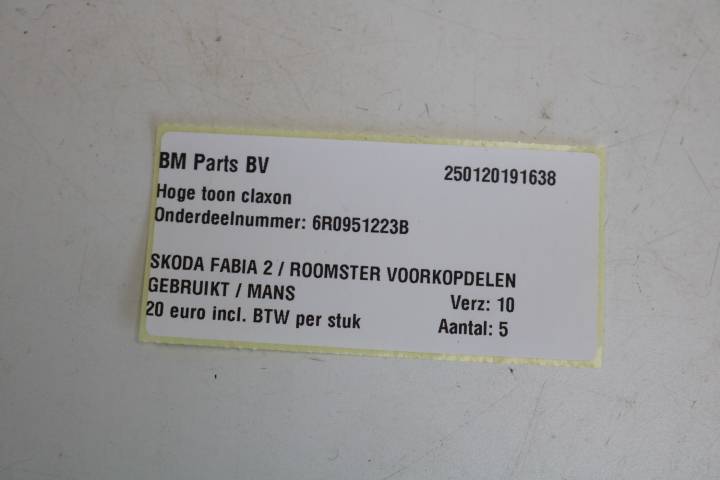 BM Parts BV 250120191638
Hoge toon claxon
Onderdeelnummer: 6R0951223B
SKODA FABIA 2 / ROOMSTER VOORKOPDELEN
GEBRUIKT / MANS Verz: 10
20 euro incl. BTW per stuk Aantal: 5